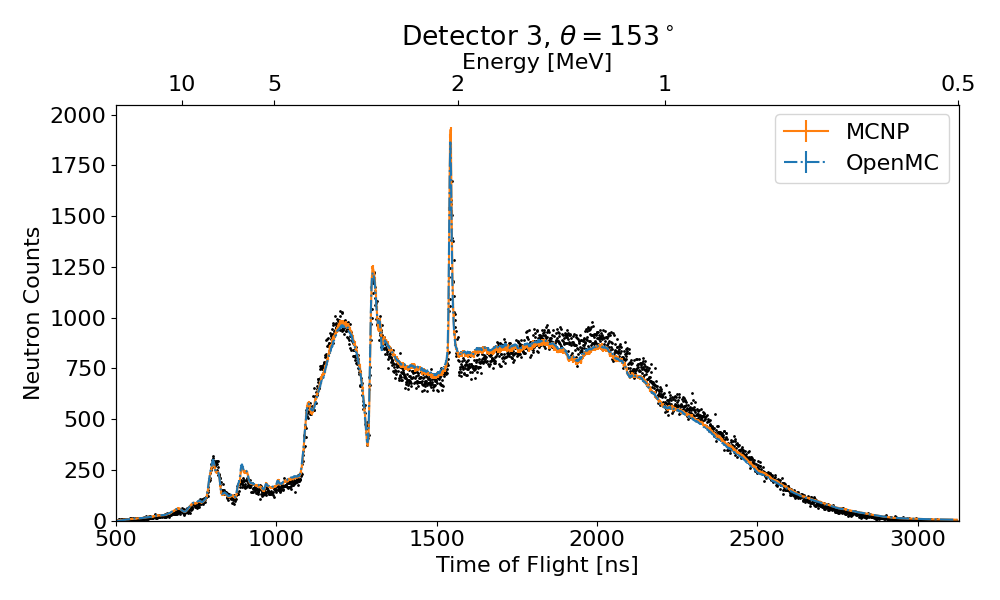 Detector 3, θ = 153°
Energy [MeV]
10 5 2 1 0.5
2000
1750
1500
1250
1000
750
500
250
0
Neutron Counts
MCNP
OpenMC
500 1000 1500 2000 2500 3000
Time of Flight [ns]